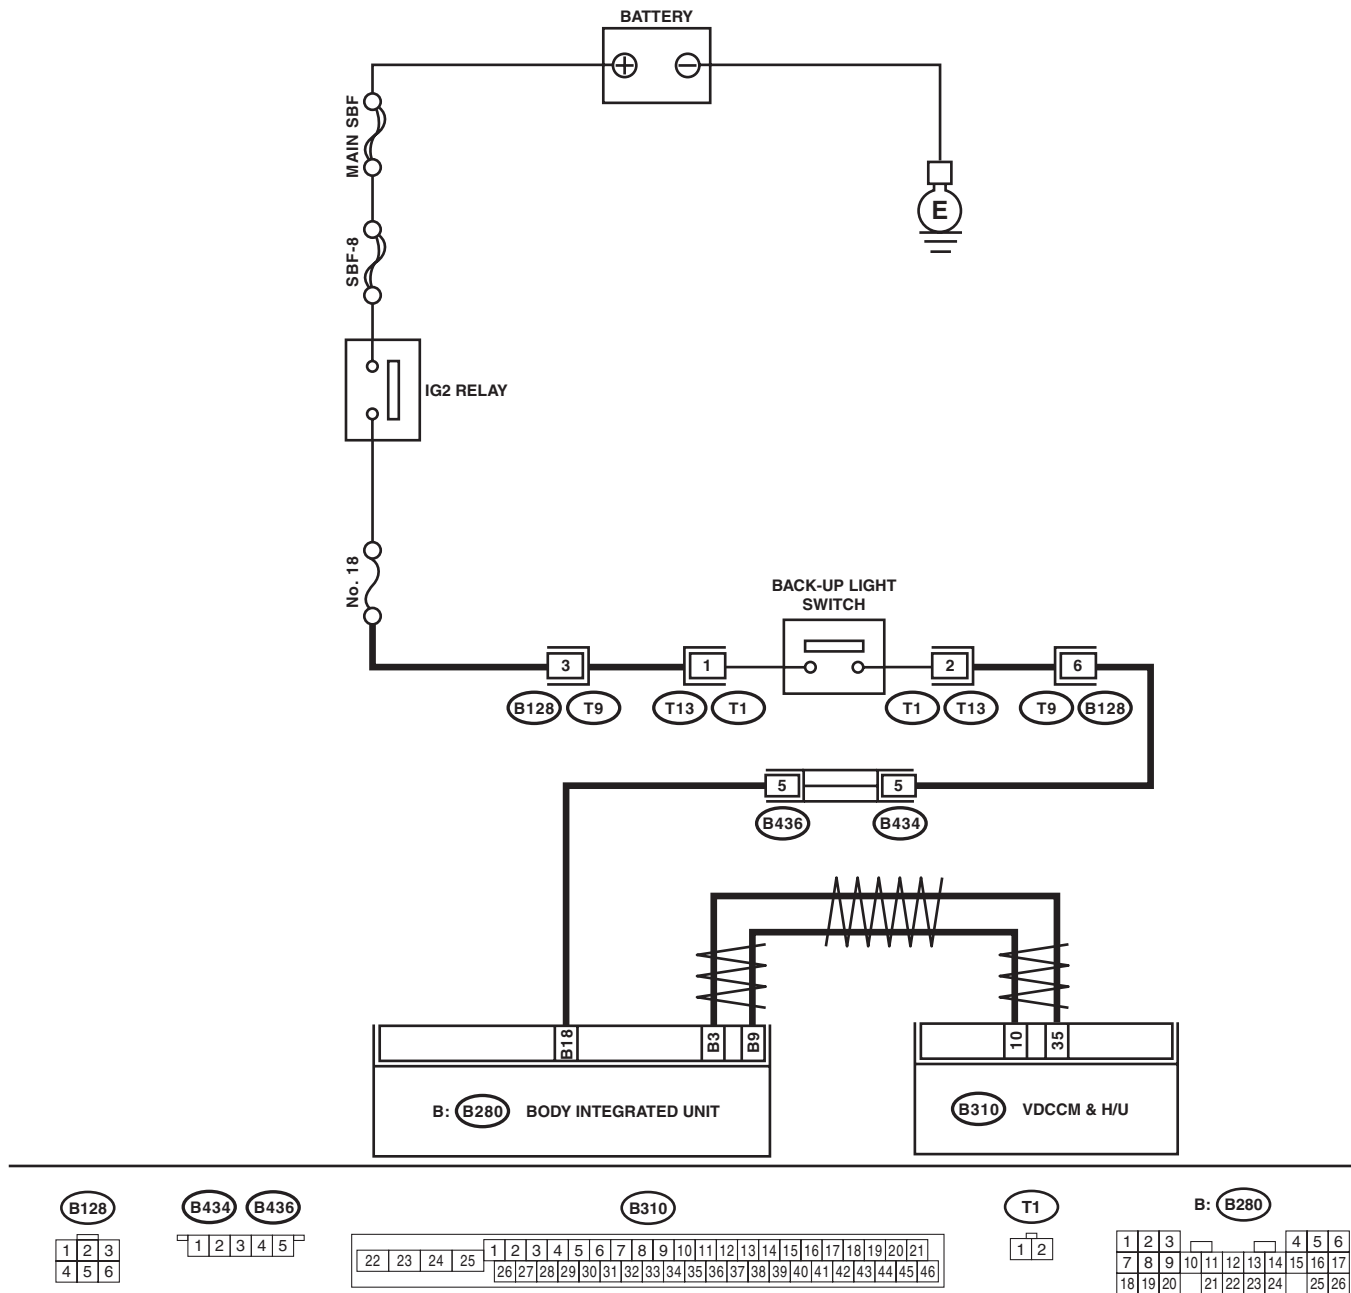 BATTERY
MAIN SBF
E
SBF-8
IG2 RELAY
No. 18
BACK-UP LIGHT
SWITCH
3 1 2 6
B128 T9 T13 T1 T1 T13 T9 B128
5 5
B436 B434
B18 B3 B9 10 35
B: B280 BODY INTEGRATED UNIT
B310 VDCCM & H/U
B128
1 2 3
4 5 6
B434 B436
1 2 3 4 5
B310
22 23 24 25 1 2 3 4 5 6 7 8 9 10 11 12 13 14 15 16 17 18 19 20 21
26 27 28 29 30 31 32 33 34 35 36 37 38 39 40 41 42 43 44 45 46
T1
1 2
B: B280
1 2 3 4 5 6
7 8 9 10 11 12 13 14 15 16 17
18 19 20 21 22 23 24 25 26